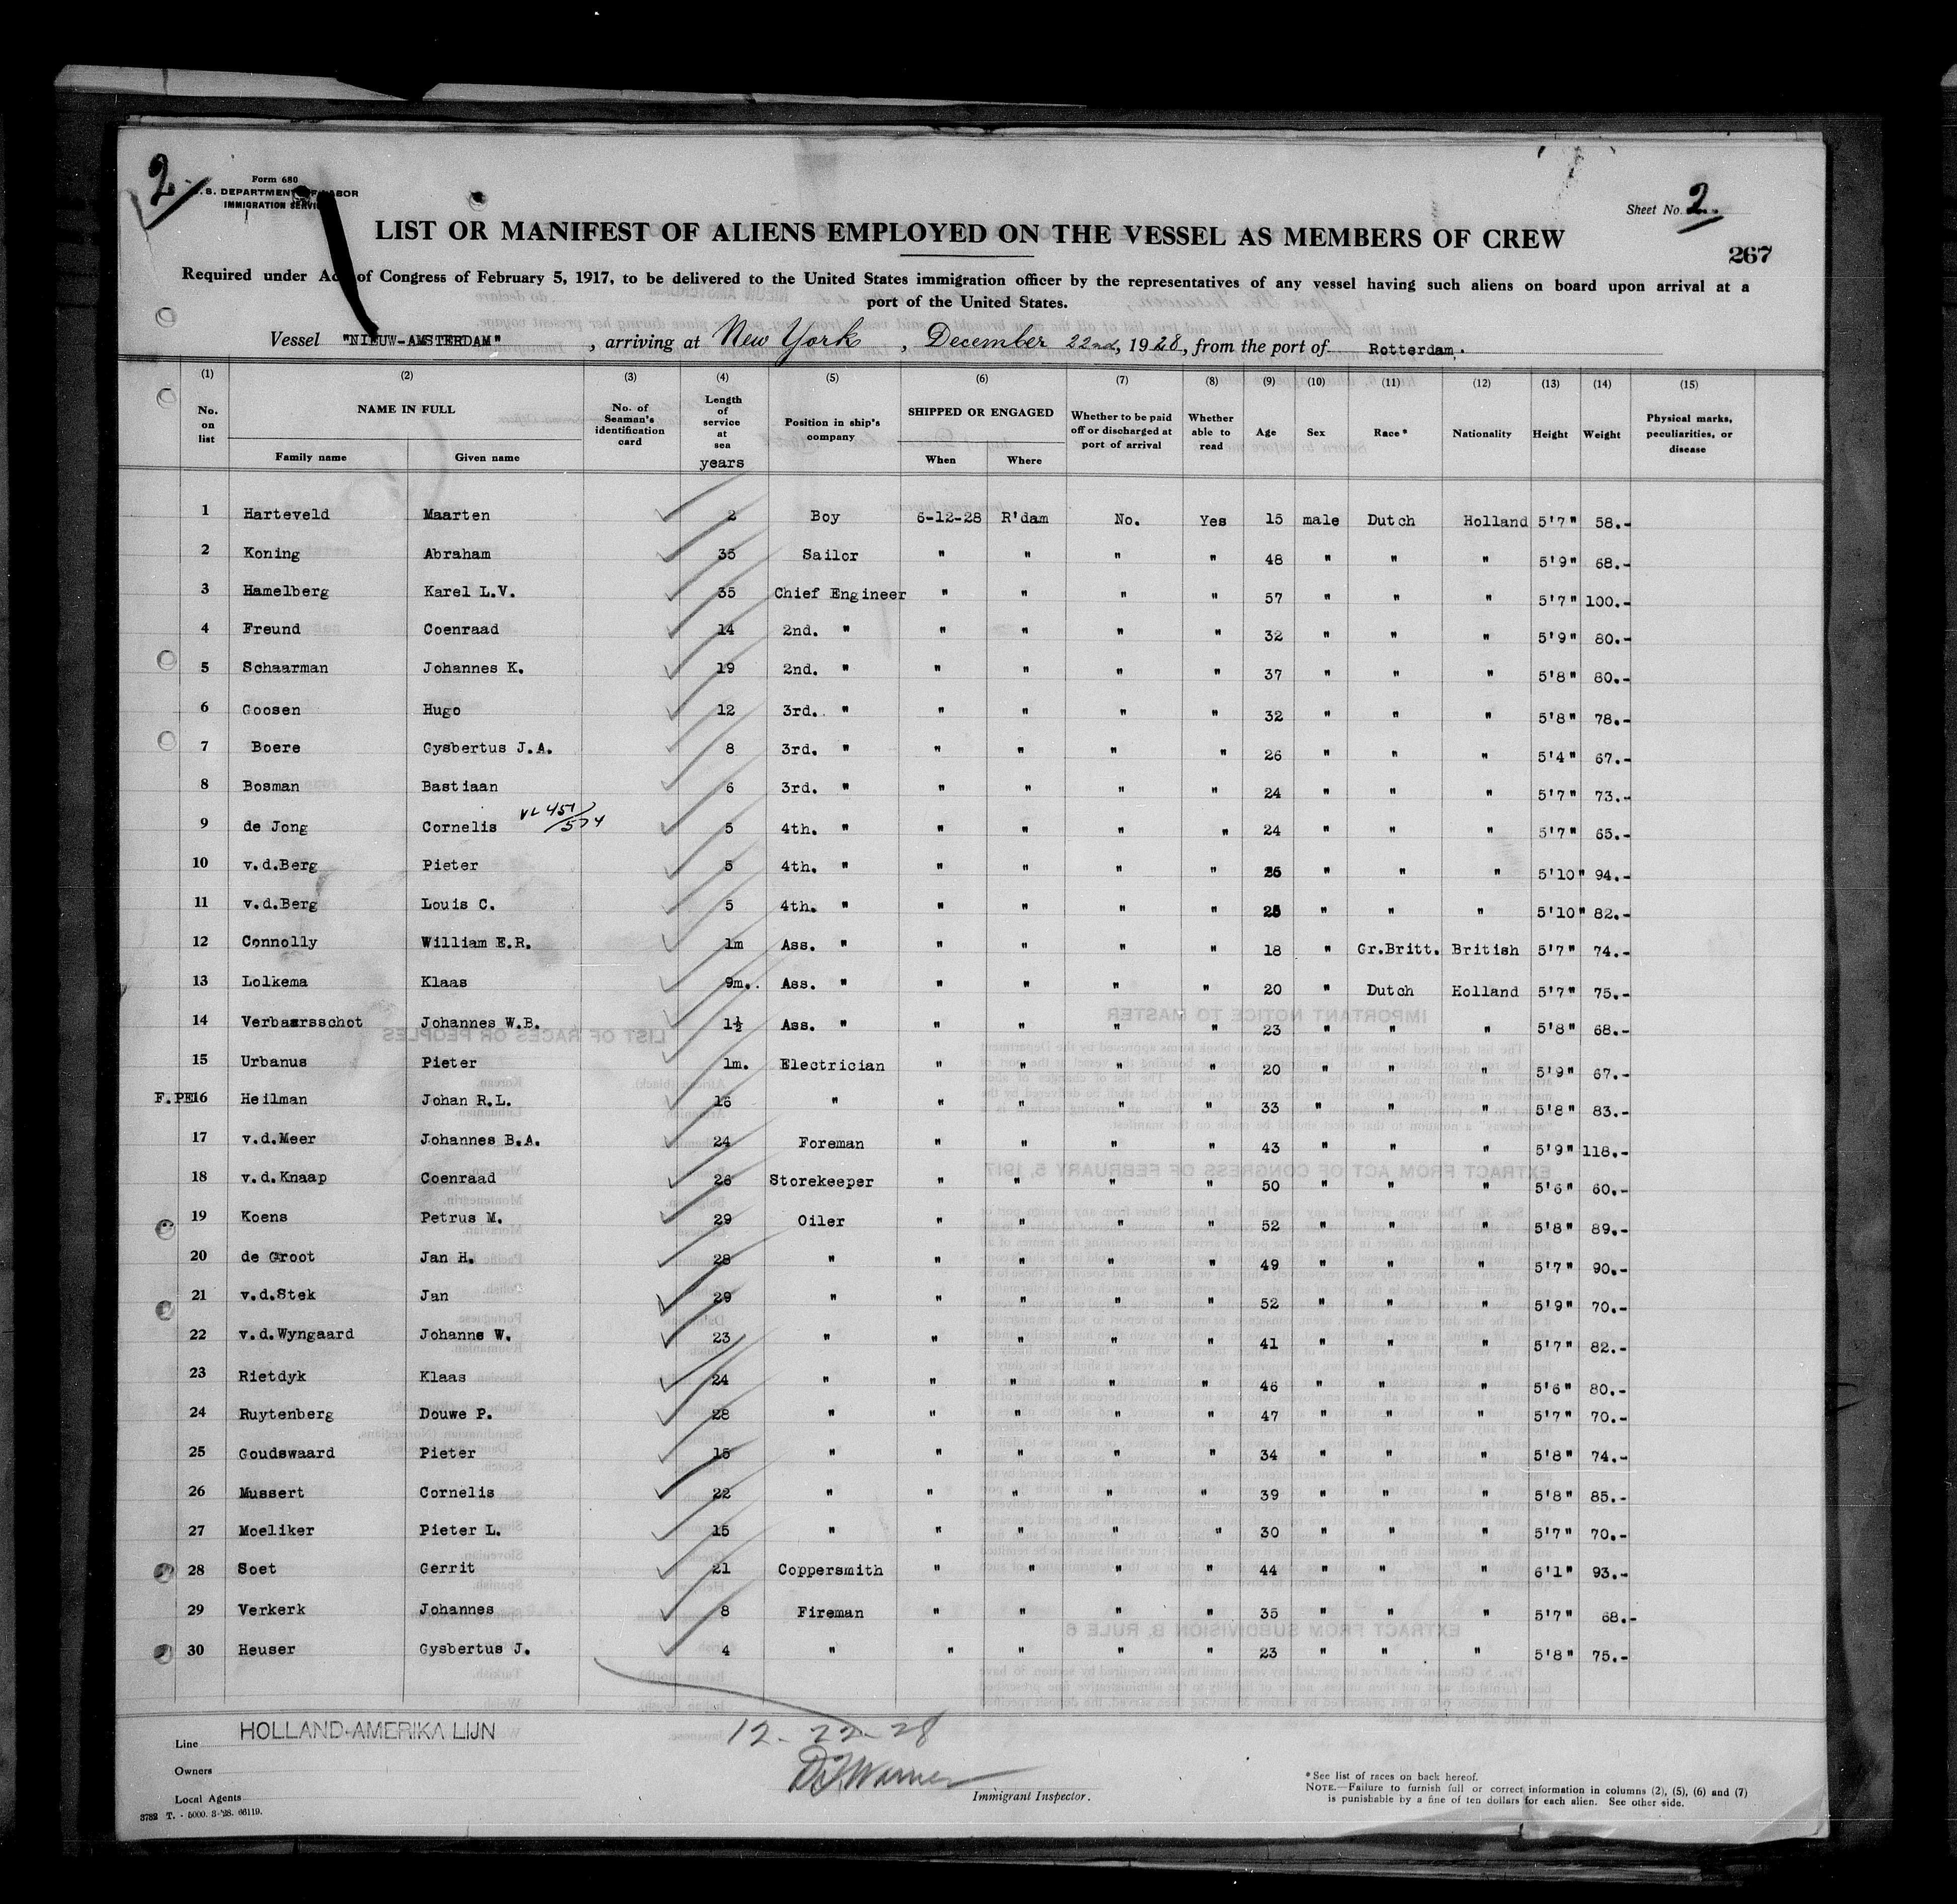 2
Form 680
U. S. DEPARTMENT OF LABOR
IMMIGRATION SERVICE
Sheet No. 2
LIST OR MANIFEST OF ALIENS EMPLOYED ON THE VESSEL AS MEMBERS OF CREW
267
Required under Act of Congress of February 5, 1917, to be delivered to the United States immigration officer by the representatives of any vessel having such aliens on board upon arrival at a
port of the United States.
Vessel "NIEUW-AMSTERDAM", arriving at New York, December 22nd, 1928, from the port of Rotterdam.
(1) (2) (3) (4) (5) (6) (7) (8) (9) (10) (11) (12) (13) (14) (15)
No. on list NAME IN FULL Family name Given name No. of Seaman's identification card Length of service at sea years Position in ship's company SHIPPED OR ENGAGED When Where Whether to be paid off or discharged at port of arrival Whether able to read Age Sex Race* Nationality Height Weight Physical marks, peculiarities, or disease
1 Harteveld Maarten 2 Boy 6-12-28 R'dam No. Yes 15 male Dutch Holland 5'7" 58.-
2 Koning Abraham 35 Sailor " " " " 48 " " " 5'9" 68.-
3 Hamelberg Karel L.V. 35 Chief Engineer " " " " 57 " " " 5'7" 100.-
4 Freund Coenraad 14 2nd. " " " " " 32 " " " 5'9" 80.-
5 Schaarman Johannes K. 19 2nd. " " " " " 37 " " " 5'8" 80.-
6 Goosen Hugo 12 3rd. " " " " " 32 " " " 5'8" 78.-
7 Boere Gysbertus J.A. 8 3rd. " " " " " 26 " " " 5'4" 67.-
8 Bosman Bastiaan 6 3rd. " " " " " 24 " " " 5'7" 73.-
9 de Jong Cornelis 5 4th. " " " " " 24 " " " 5'7" 65.-
10 v.d.Berg Pieter 5 4th. " " " " " " " " 5'10" 94.-
11 v.d.Berg Louis C. 5 4th. " " " " " " " " 5'10" 82.-
12 Connolly William E.R. 1m Ass. " " " " " 18 " Gr.Britt. British 5'7" 74.-
13 Lolkema Klaas 9m. Ass. " " " " " 20 " Dutch Holland 5'7" 75.-
14 Verbaarsschot Johannes W.B. 1½ Ass. " " " " " 23 " " " 5'8" 68.-
15 Urbanus Pieter 1m. Electrician " " " " 20 " " " 5'9" 67.-
F.PE 16 Heilman Johan R.L. 16 " " " " " 33 " " " 5'8" 83.-
17 v.d.Meer Johannes B.A. 24 Foreman " " " " 43 " " " 5'9" 118.-
18 v.d.Knaap Coenraad 26 Storekeeper " " " " 50 " " " 5'6" 60.-
19 Koens Petrus M. 29 Oiler " " " " 52 " " " 5'8" 89.-
20 de Groot Jan H. 28 " " " " " 49 " " " 5'7" 90.-
21 v.d.Stek Jan 29 " " " " " 52 " " " 5'9" 70.-
22 v.d.Wyngaard Johanns W. 23 " " " " " 41 " " " 5'7" 82.-
23 Rietdyk Klaas 24 " " " " " 46 " " " 5'6" 80.-
24 Ruytenberg Douwe P. 28 " " " " " 47 " " " 5'7" 70.-
25 Goudswaard Pieter 15 " " " " " 34 " " " 5'8" 74.-
26 Mussert Cornelis 22 " " " " " 39 " " " 5'8" 85.-
27 Moeliker Pieter L. 15 " " " " " 30 " " " 5'7" 70.-
28 Soet Gerrit 21 Coppersmith " " " " 44 " " " 6'1" 93.-
29 Verkerk Johannes 8 Fireman " " " " 35 " " " 5'7" 68.-
30 Heuser Gysbertus J. 4 " " " " " 23 " " " 5'8" 75.-
Line HOLLAND-AMERIKA LIJN
Owners
Local Agents
3732 T. - 5000. 3-'28. 66119.
12-22-28
Warner
Immigrant Inspector.
*See list of races on back hereof.
NOTE.—Failure to furnish full or correct information in columns (2), (5), (6) and (7)
is punishable by a fine of ten dollars for each alien. See other side.